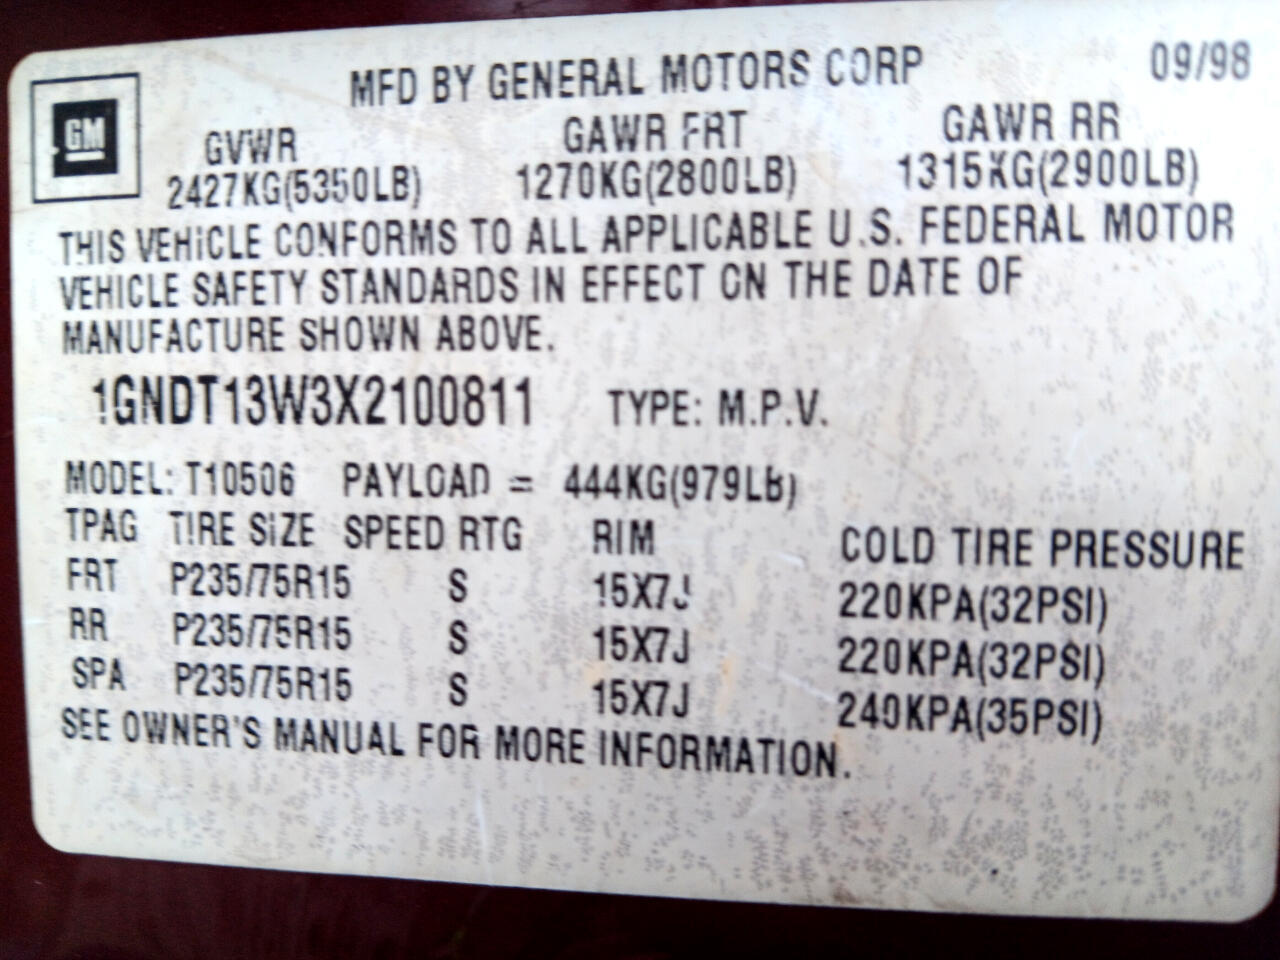 MFD BY GENERAL MOTORS CORP 09/98
GM
GVWR GAWR FRT GAWR RR
2427KG(5350LB) 1270KG(2800LB) 1315KG(2900LB)
THIS VEHICLE CONFORMS TO ALL APPLICABLE U.S. FEDERAL MOTOR
VEHICLE SAFETY STANDARDS IN EFFECT ON THE DATE OF
MANUFACTURE SHOWN ABOVE.
1GNDT13W3X2100811 TYPE: M.P.V.
MODEL: T10506 PAYLOAD = 444KG(979LB)
TPAG TIRE SIZE SPEED RTG RIM COLD TIRE PRESSURE
FRT P235/75R15 S 15X7J 220KPA(32PSI)
RR P235/75R15 S 15X7J 220KPA(32PSI)
SPA P235/75R15 S 15X7J 240KPA(35PSI)
SEE OWNER'S MANUAL FOR MORE INFORMATION.